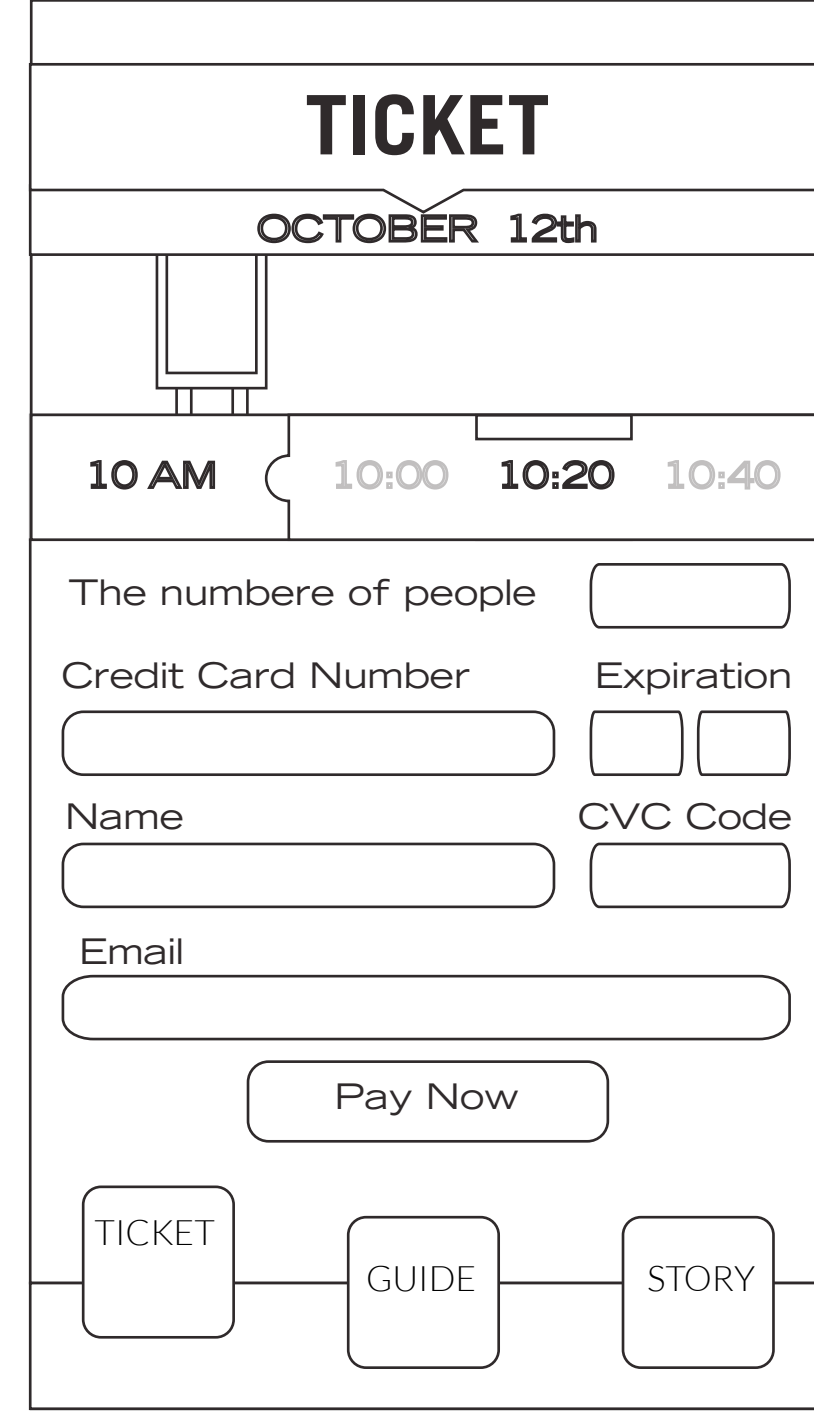 TICKET
OCTOBER 12th
10 AM 10:00 10:20 10:40
The numbere of people
Credit Card Number Expiration
Name CVC Code
Email
Pay Now
TICKET GUIDE STORY